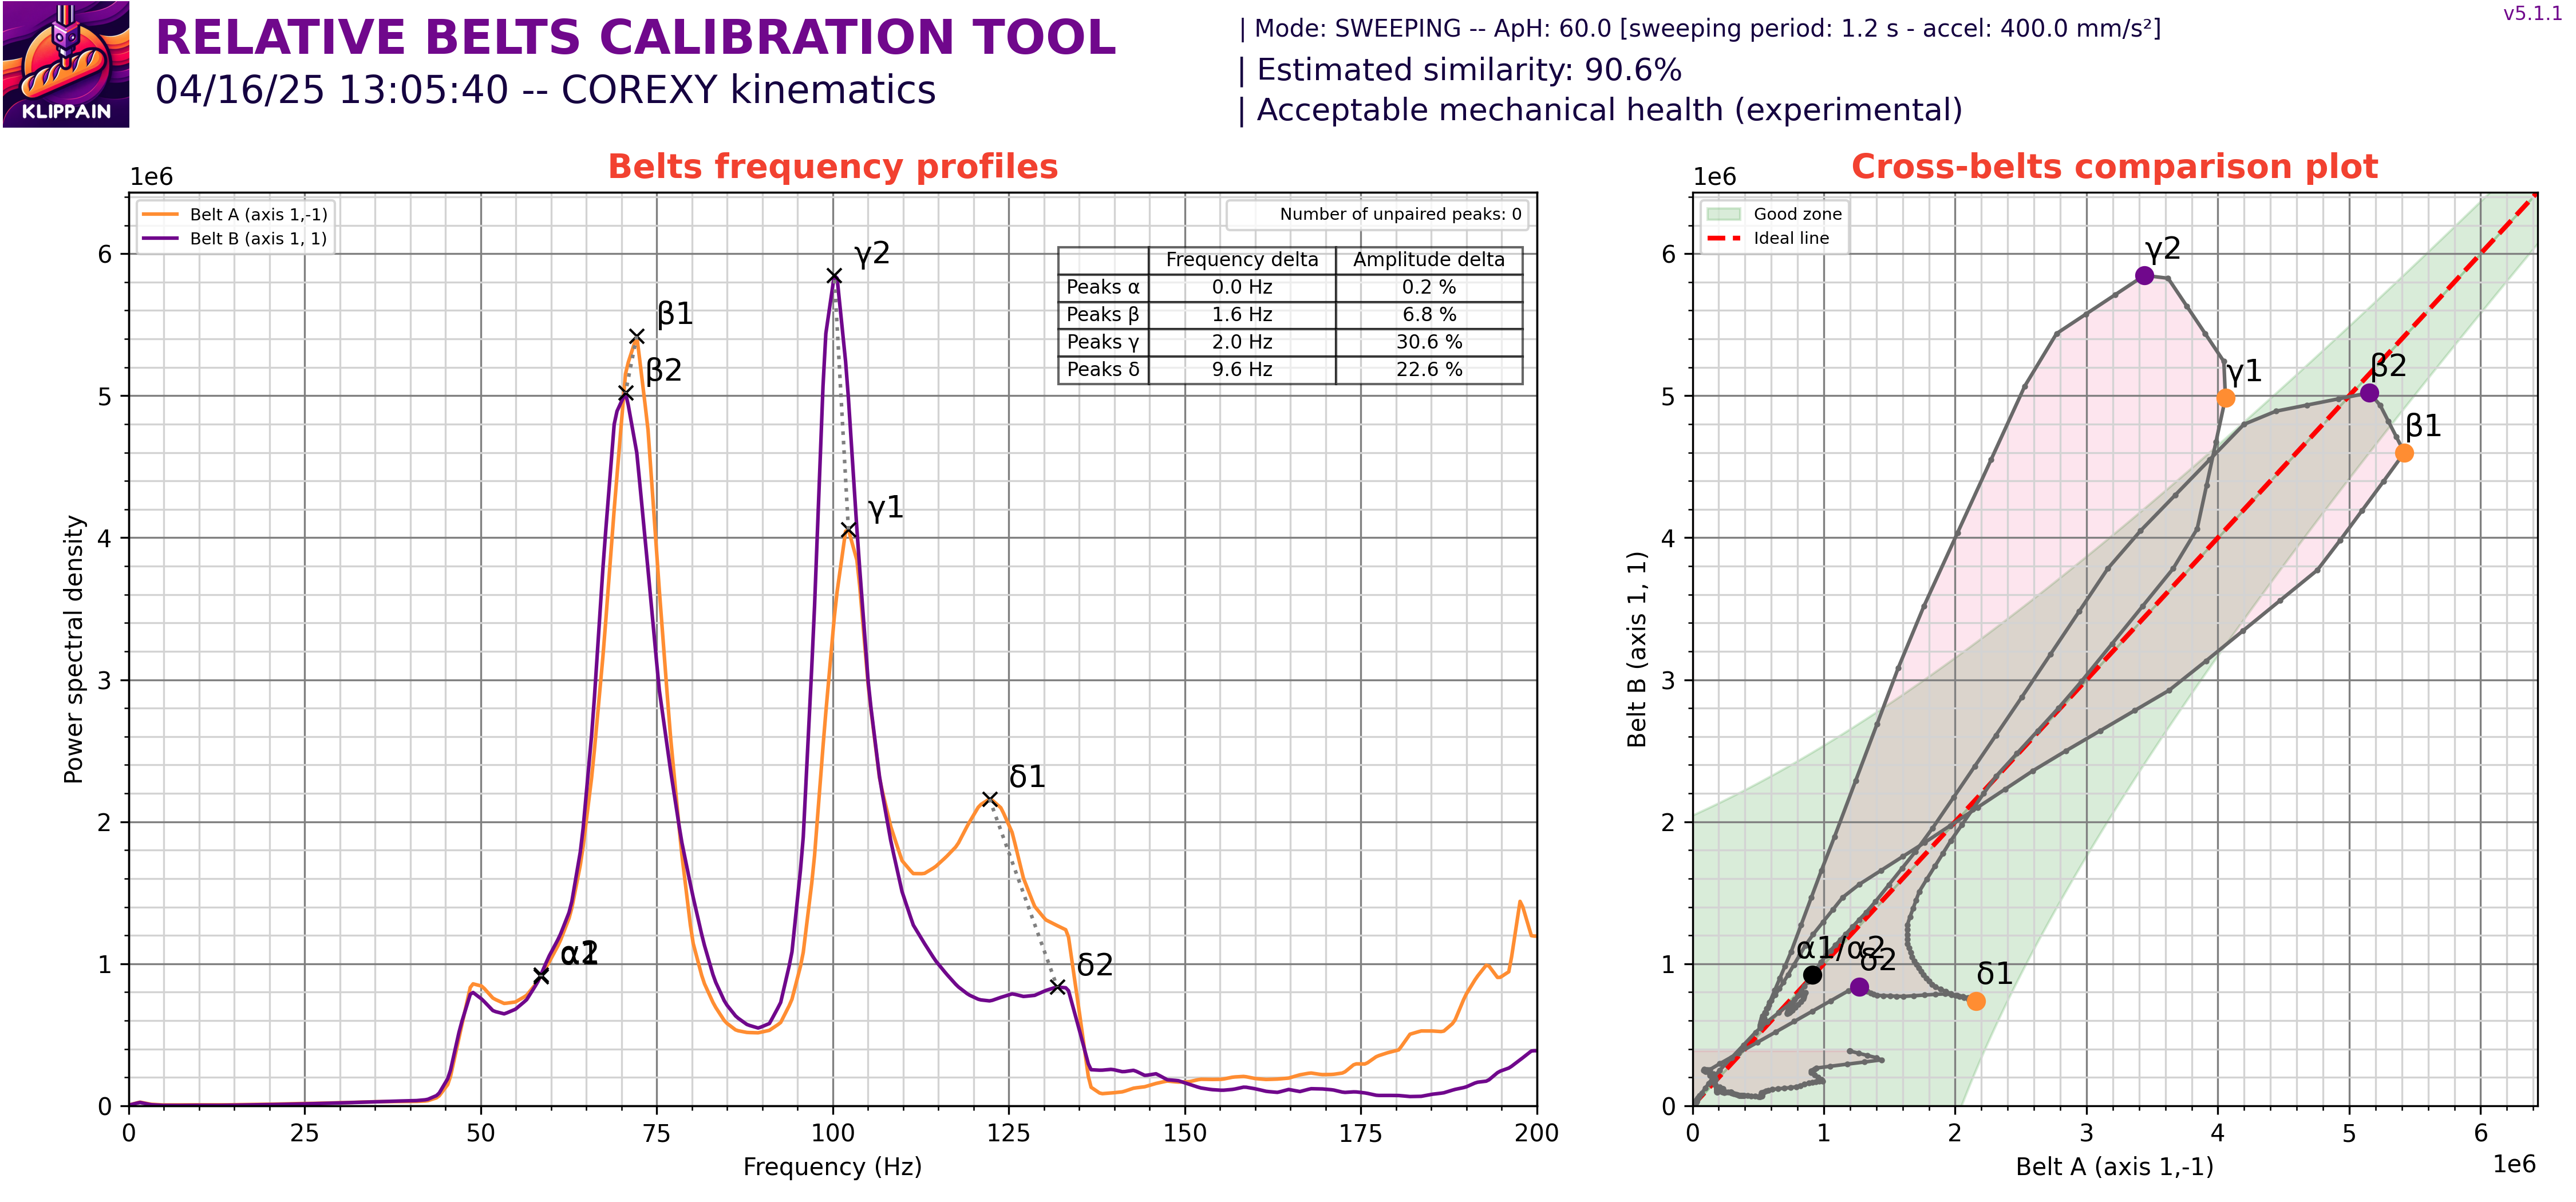 KLIPPAIN
RELATIVE BELTS CALIBRATION TOOL
04/16/25 13:05:40 -- COREXY kinematics
| Mode: SWEEPING -- ApH: 60.0 [sweeping period: 1.2 s - accel: 400.0 mm/s²]
| Estimated similarity: 90.6%
| Acceptable mechanical health (experimental)
v5.1.1
Belts frequency profiles
1e6
Belt A (axis 1,-1)
Belt B (axis 1, 1)
Number of unpaired peaks: 0
Frequency delta Amplitude delta
Peaks α 0.0 Hz 0.2 %
Peaks β 1.6 Hz 6.8 %
Peaks γ 2.0 Hz 30.6 %
Peaks δ 9.6 Hz 22.6 %
γ2
β1
β2
γ1
δ1
α1
α2
δ2
6
5
4
3
2
1
0
Power spectral density
0 25 50 75 100 125 150 175 200
Frequency (Hz)
Cross-belts comparison plot
1e6
Good zone
Ideal line
γ2
γ1
β2
β1
α1/α2
δ2
δ1
6
5
4
3
2
1
0
Belt B (axis 1, 1)
0 1 2 3 4 5 6
Belt A (axis 1,-1)
1e6